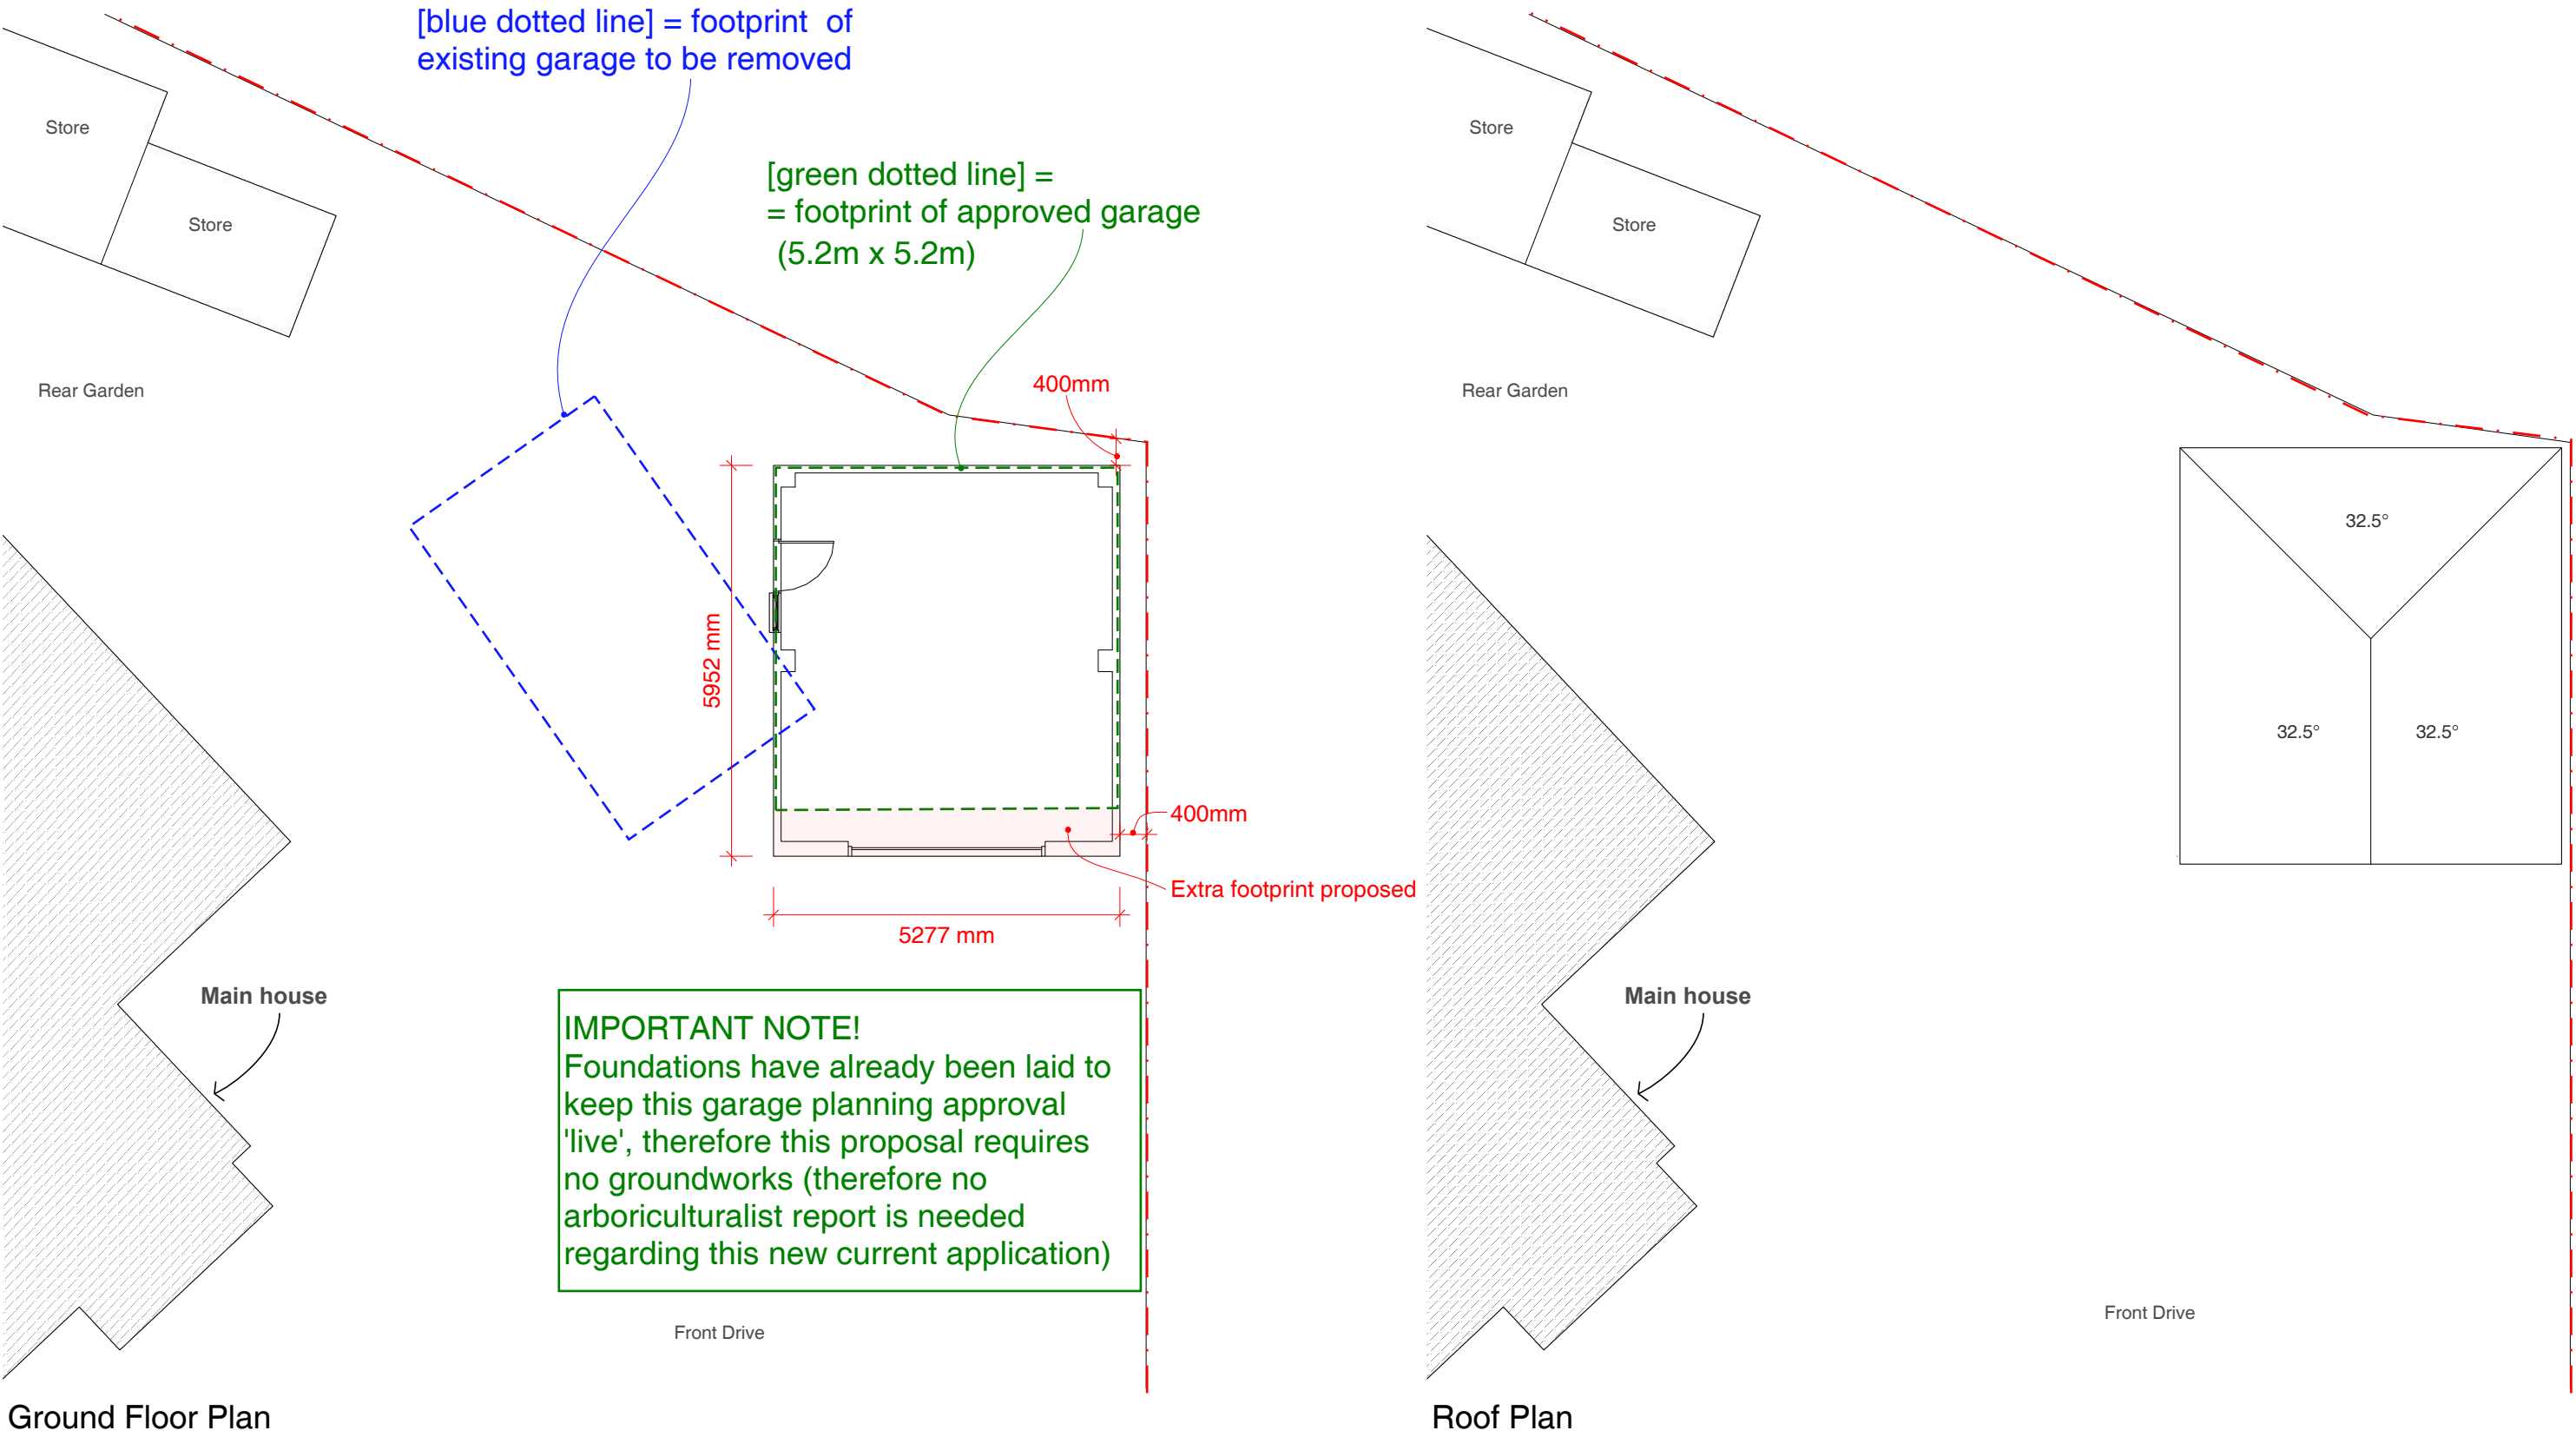 [blue dotted line] = footprint  of
existing garage to be removed
[green dotted line] =
= footprint of approved garage
(5.2m x 5.2m)
Store
Store
Rear Garden
400mm
5952 mm
400mm
Extra footprint proposed
5277 mm
Main house
IMPORTANT NOTE!
Foundations have already been laid to
keep this garage planning approval
'live', therefore this proposal requires
no groundworks (therefore no
arboriculturalist report is needed
regarding this new current application)
Front Drive
Ground Floor Plan
Store
Store
Rear Garden
32.5°
32.5°
32.5°
Main house
Front Drive
Roof Plan